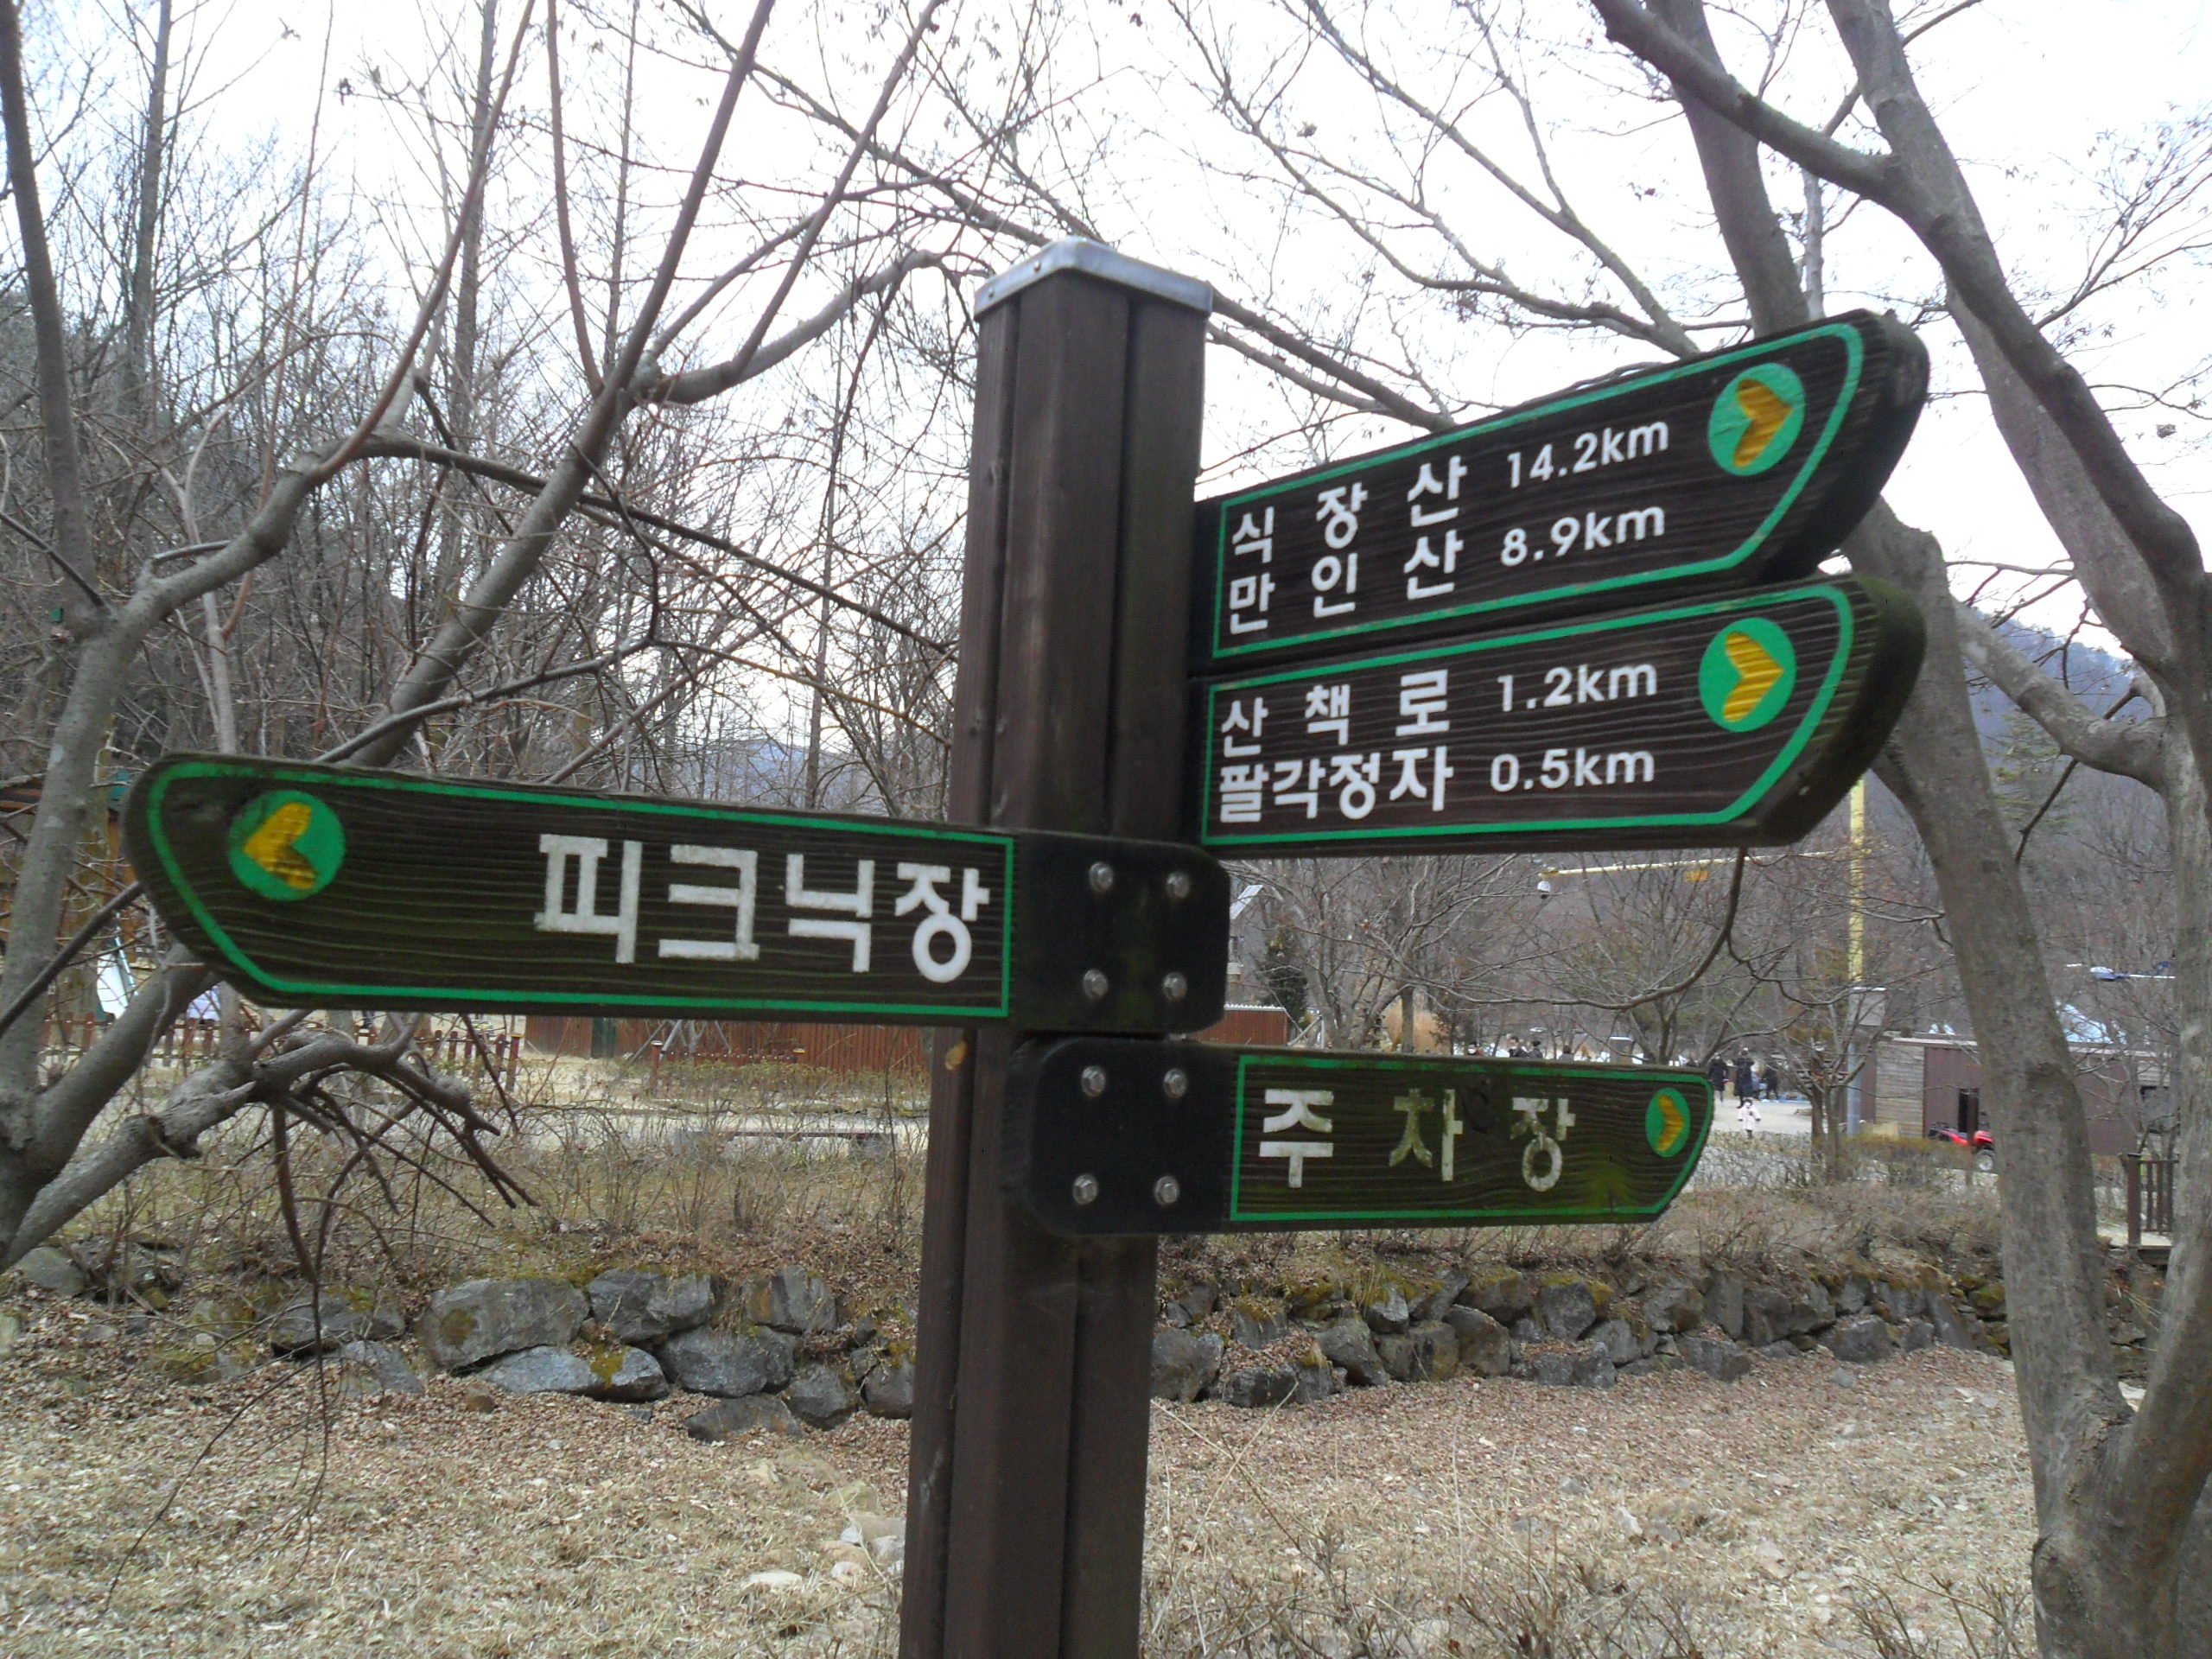 식장산 14.2km
만인산 8.9km
산책로 1.2km
팔각정자 0.5km
피크닉장
주차장